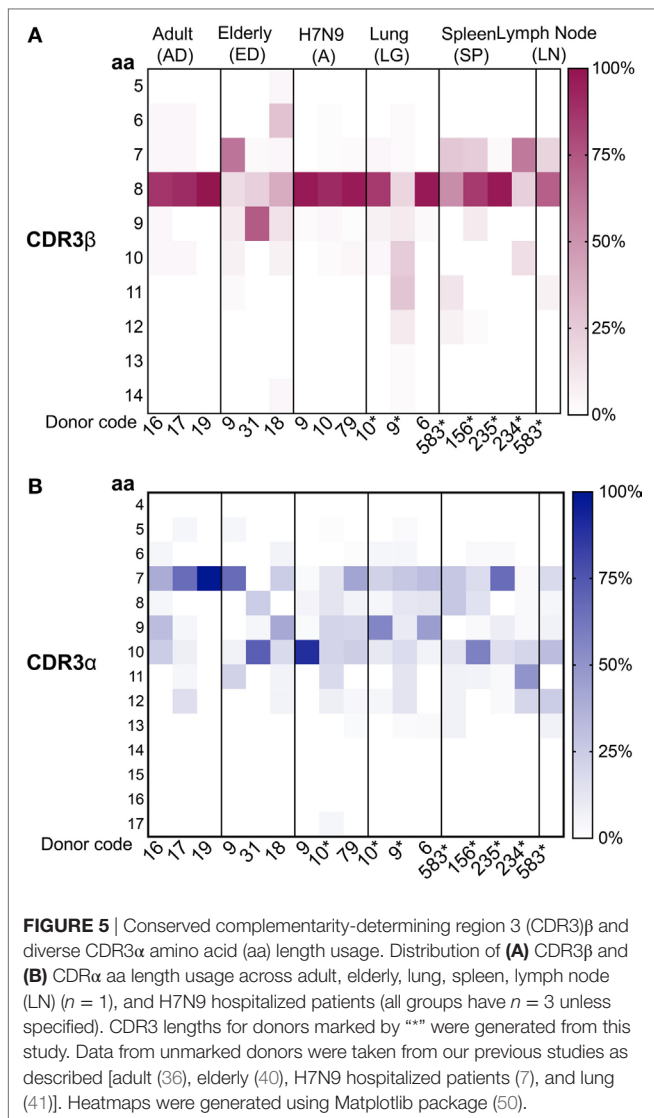 A
Adult Elderly H7N9 Lung Spleen Lymph Node
(AD) (ED) (A) (LG) (SP) (LN)
aa
5
6
7
8
9
10
11
12
13
14
CDR3β
100%
75%
50%
25%
0%
Donor code 16 17 19 9 31 18 9 10 79 10* 9* 6 583* 156* 235* 234* 583*
B
aa
4
5
6
7
8
9
10
11
12
13
14
15
16
17
CDR3α
100%
75%
50%
25%
0%
Donor code 16 17 19 9 31 18 9 10* 79 10* 9* 6 583* 156* 235* 234* 583*
FIGURE 5 | Conserved complementarity-determining region 3 (CDR3)β and
diverse CDR3α amino acid (aa) length usage. Distribution of (A) CDR3β and
(B) CDRα aa length usage across adult, elderly, lung, spleen, lymph node
(LN) (n = 1), and H7N9 hospitalized patients (all groups have n = 3 unless
specified). CDR3 lengths for donors marked by “*” were generated from this
study. Data from unmarked donors were taken from our previous studies as
described [adult (36), elderly (40), H7N9 hospitalized patients (7), and lung
(41)]. Heatmaps were generated using Matplotlib package (50).